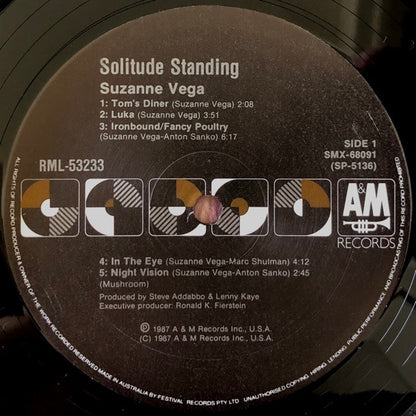 Solitude Standing
Suzanne Vega
1: Tom's Diner (Suzanne Vega) 2:08
2: Luka (Suzanne Vega) 3:51
3: Ironbound/Fancy Poultry
(Suzanne Vega-Anton Sanko) 6:17
SIDE 1
SMX-68091
(SP-5136)
RML-53233
A&M
RECORDS
4: In The Eye (Suzanne Vega-Marc Shulman) 4:12
5: Night Vision (Suzanne Vega-Anton Sanko) 2:45
(Mushroom)
Produced by Steve Addabbo & Lenny Kaye
Executive producer: Ronald K. Fierstein
(P) 1987 A & M Records Inc., U.S.A.
(C) 1987 A & M Records Inc., U.S.A.
ALL RIGHTS OF RECORD PRODUCER & OWNER OF THE WORK RESERVED MADE IN AUSTRALIA BY FESTIVAL RECORDS PTY LTD UNAUTHORISED COPYING HIRING, LENDING, PUBLIC PERFORMANCE AND BROADCASTING OF THIS RECORD PROHIBITED